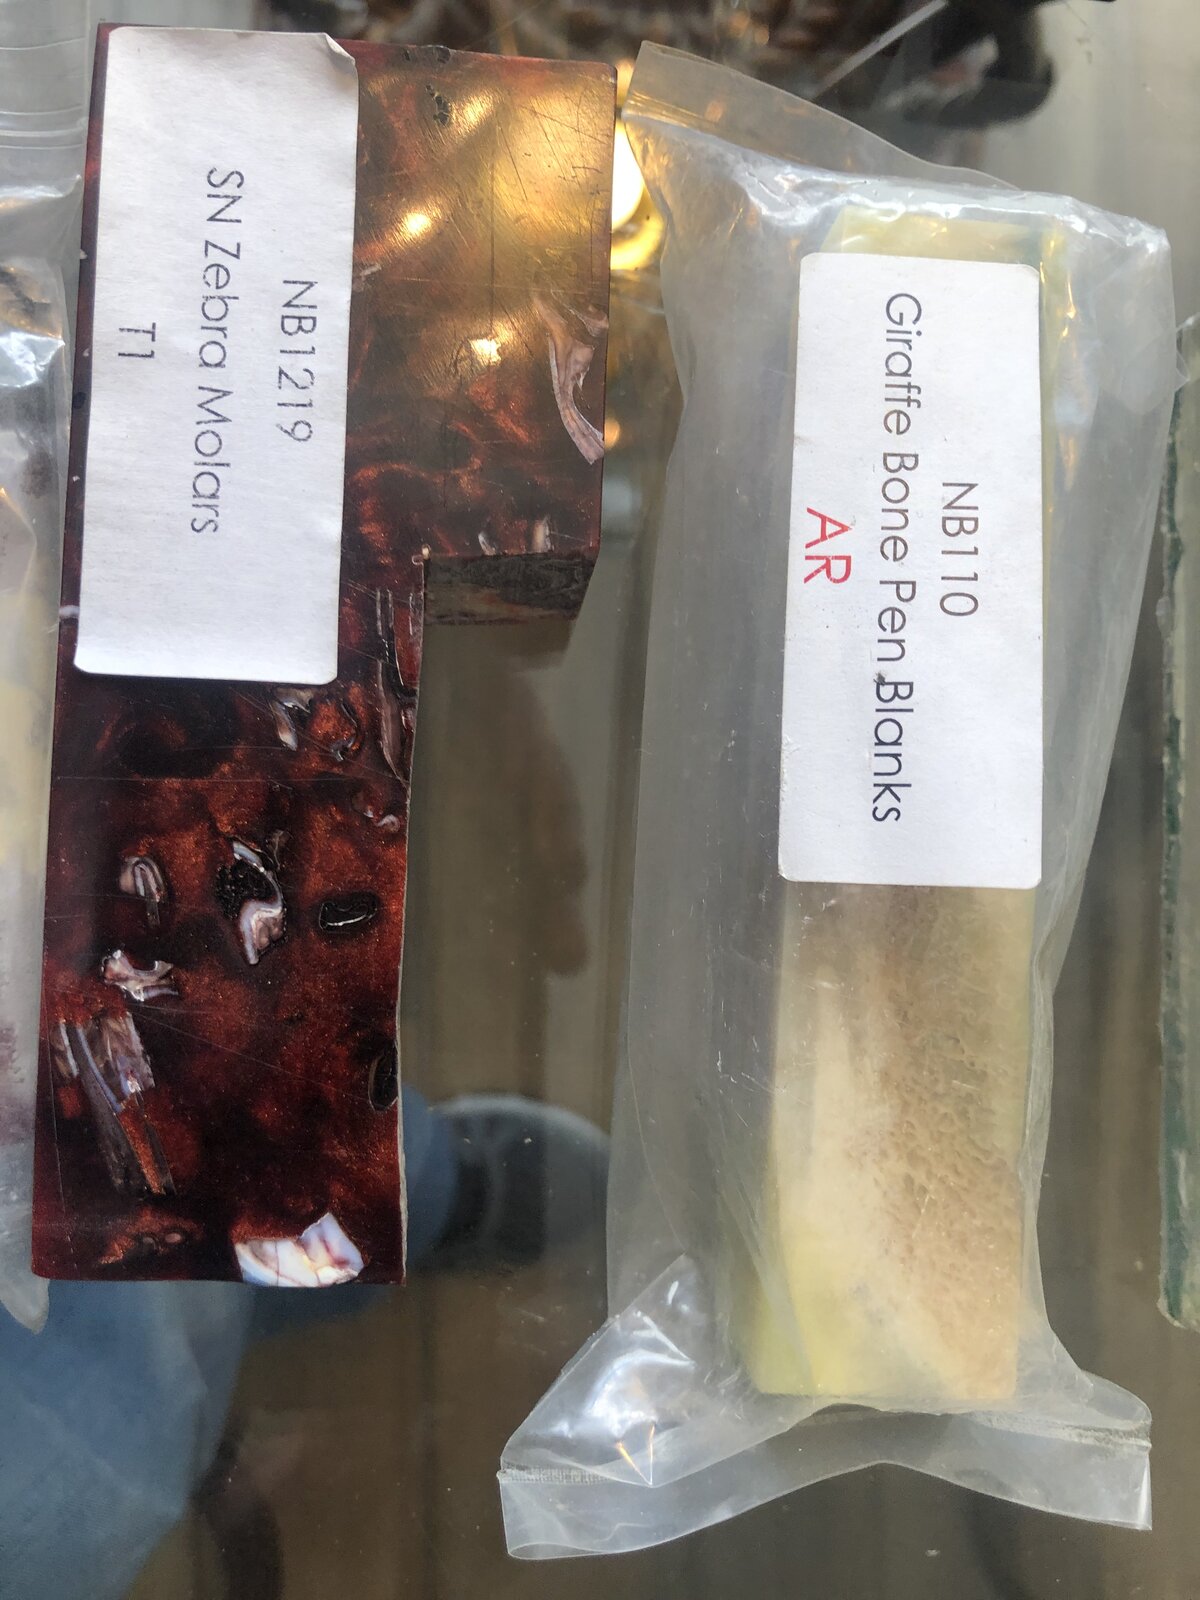 NB1219
SN Zebra Molars
T1
NB110
Giraffe Bone Pen Blanks
AR